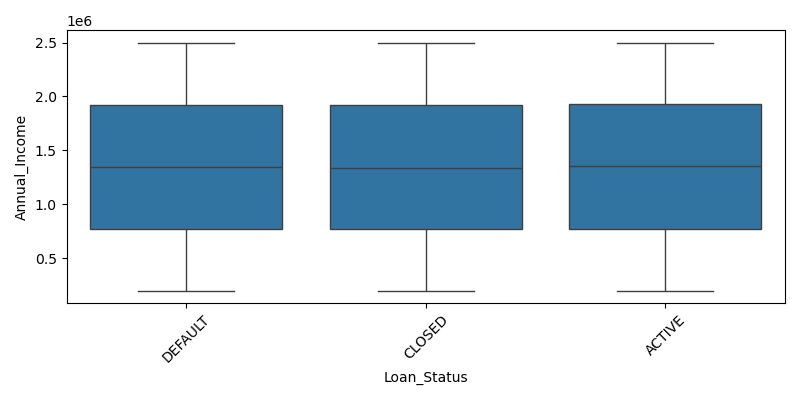 1e6
2.5
2.0
1.5
1.0
0.5
Annual_Income
DEFAULT
CLOSED
ACTIVE
Loan_Status